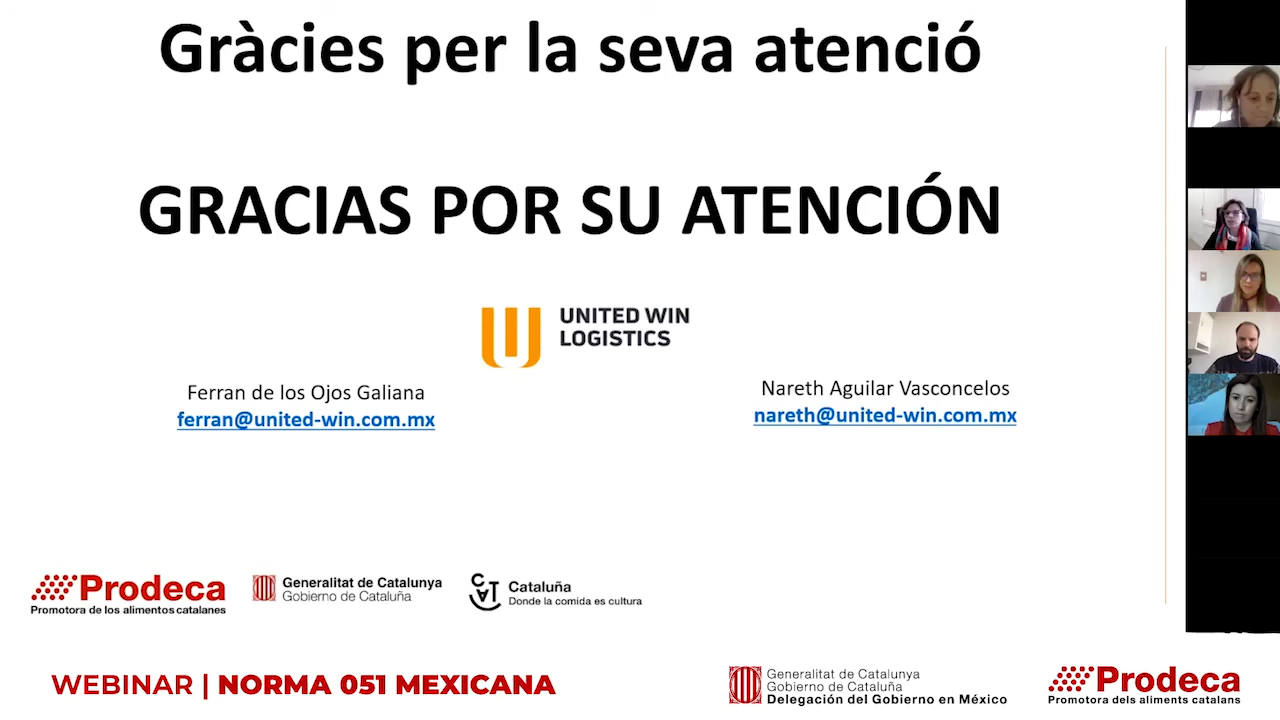 Gràcies per la seva atenció
GRACIAS POR SU ATENCIÓN
UNITED WIN
LOGISTICS
Ferran de los Ojos Galiana
ferran@united-win.com.mx
Nareth Aguilar Vasconcelos
nareth@united-win.com.mx
Prodeca
Promotora de los alimentos catalanes
Generalitat de Catalunya
Gobierno de Cataluña
CAT
Cataluña
Donde la comida es cultura
WEBINAR | NORMA 051 MEXICANA
Generalitat de Catalunya
Gobierno de Cataluña
Delegación del Gobierno en México
Prodeca
Promotora dels aliments catalans